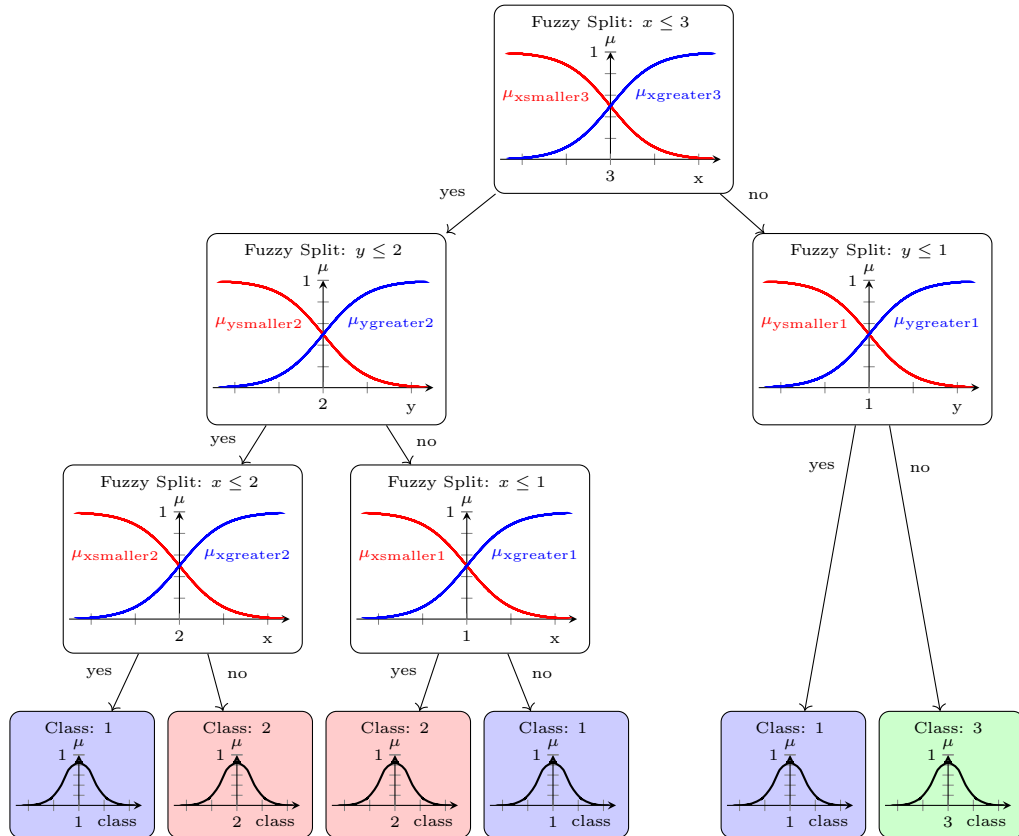 Fuzzy Split: x ≤ 3
μ
1
μxsmaller3
μxgreater3
3
x
yes
no
Fuzzy Split: y ≤ 2
μ
1
μysmaller2
μygreater2
2
y
Fuzzy Split: y ≤ 1
μ
1
μysmaller1
μygreater1
1
y
yes
no
yes
no
Fuzzy Split: x ≤ 2
μ
1
μxsmaller2
μxgreater2
2
x
Fuzzy Split: x ≤ 1
μ
1
μxsmaller1
μxgreater1
1
x
yes
no
yes
no
Class: 1
μ
1
1
class
Class: 2
μ
1
2
class
Class: 2
μ
1
2
class
Class: 1
μ
1
1
class
Class: 1
μ
1
1
class
Class: 3
μ
1
3
class